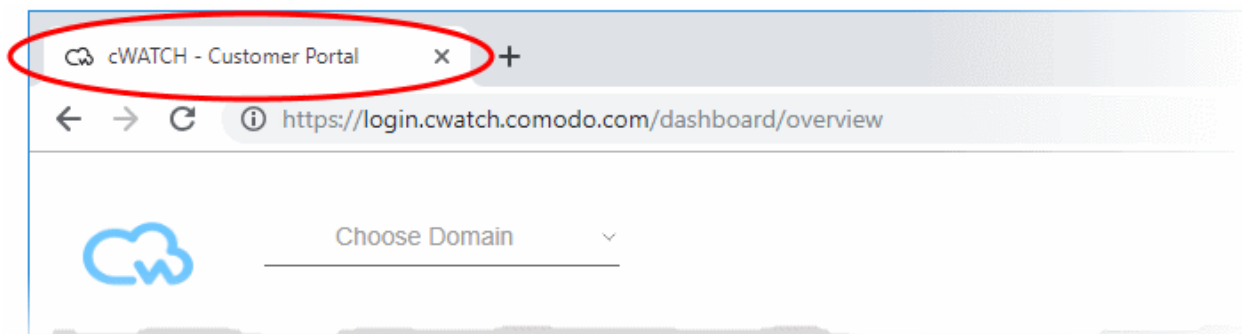 cWATCH - Customer Portal
https://login.cwatch.comodo.com/dashboard/overview
Choose Domain